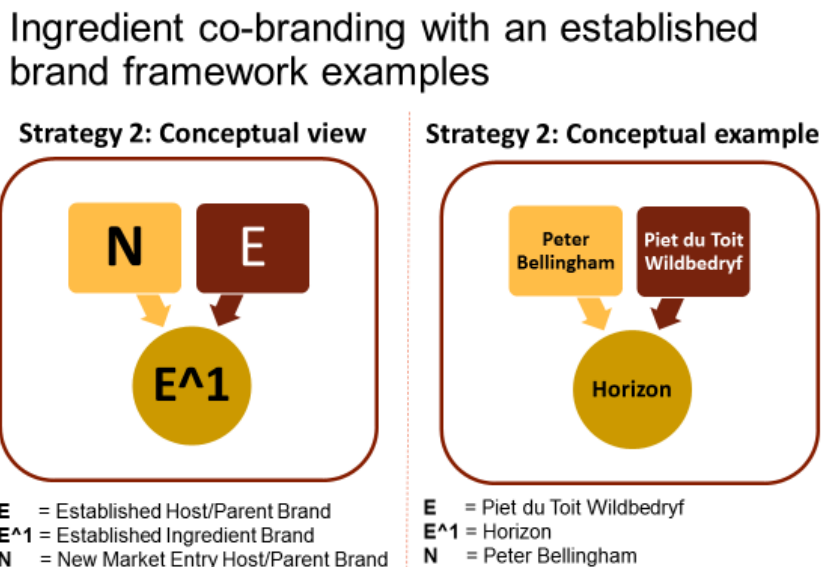 Ingredient co-branding with an established
brand framework examples
Strategy 2: Conceptual view
N
E
E^1
E = Established Host/Parent Brand
E^1 = Established Ingredient Brand
N = New Market Entry Host/Parent Brand
Strategy 2: Conceptual example
Peter
Bellingham
Piet du Toit
Wildbedryf
Horizon
E = Piet du Toit Wildbedryf
E^1 = Horizon
N = Peter Bellingham